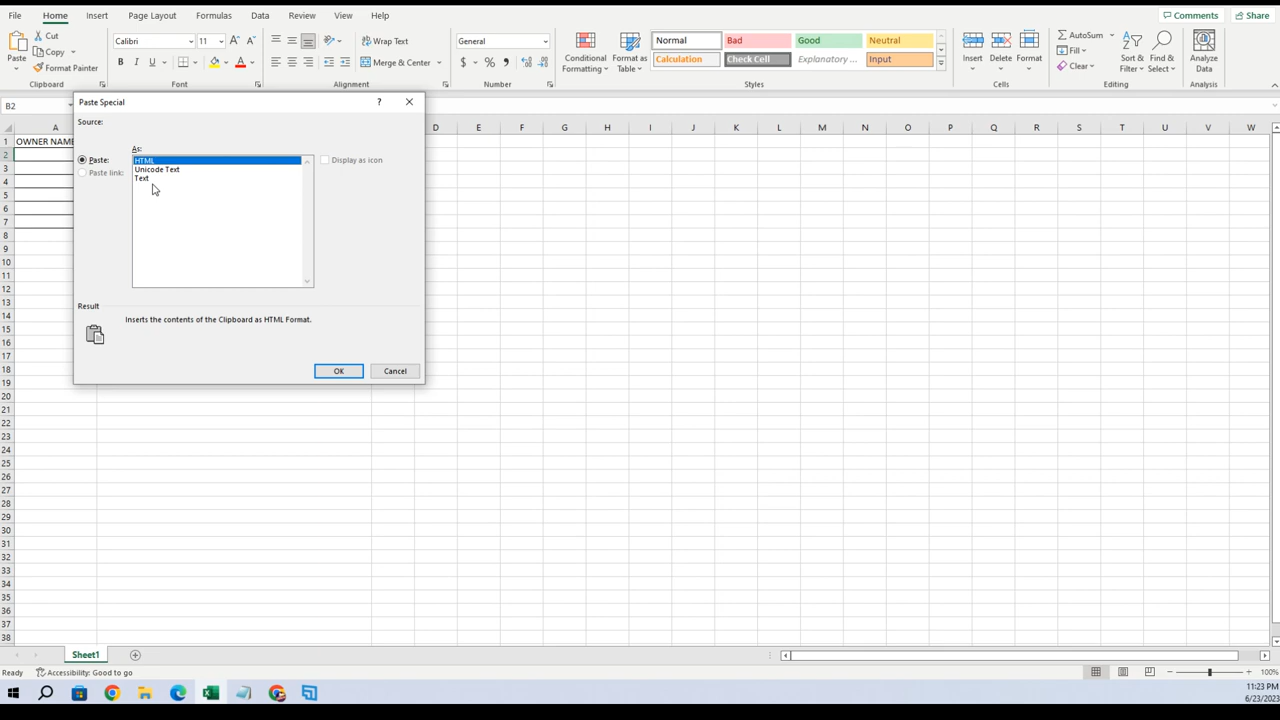 File Home Insert Page Layout Formulas Data Review View Help Comments Share
Paste Cut Copy Format Painter Clipboard
Calibri 11 A A B I U A Font
Wrap Text Merge & Center Alignment
General $ % , Number
Conditional Formatting Format as Table
Normal Bad Good Neutral
Calculation Check Cell Explanatory ... Input
Styles
Insert Delete Format Cells
AutoSum Fill Clear Sort & Filter Find & Select Editing
Analyze Data Analysis
B2
Paste Special ?
Source:
As:
Paste:
Paste link:
HTML
Unicode Text
Text
Display as icon
Result
Inserts the contents of the Clipboard as HTML Format.
OK Cancel
A D E F G H I J K L M N O P Q R S T U V W
1 OWNER NAME
2
3
4
5
6
7
8
9
10
11
12
13
14
15
16
17
18
19
20
21
22
23
24
25
26
27
28
29
30
31
32
33
34
35
36
37
38
Sheet1
Ready Accessibility: Good to go 100%
11:23 PM
6/23/2023